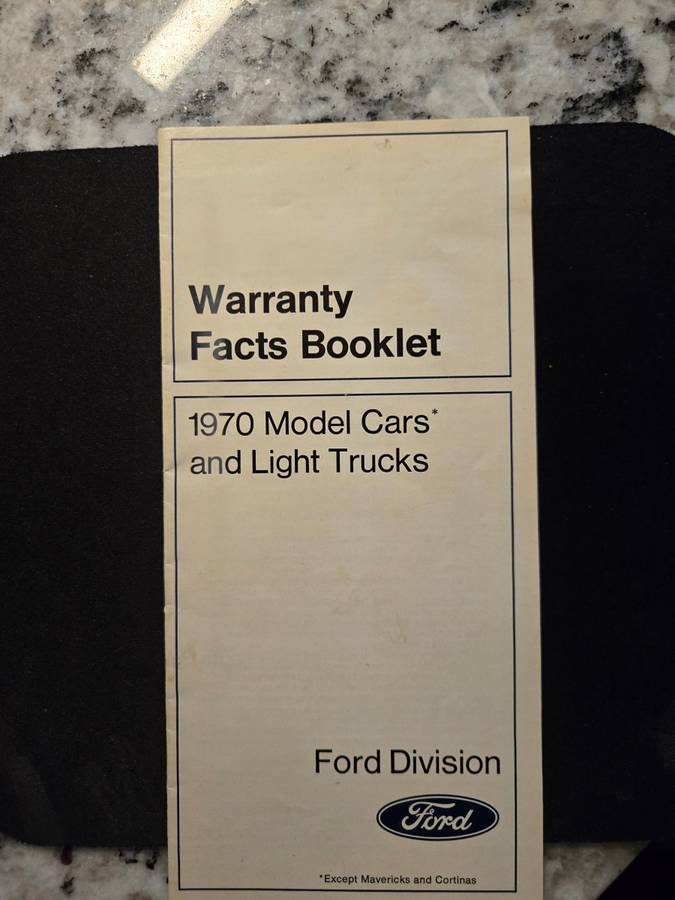 Warranty
Facts Booklet
1970 Model Cars*
and Light Trucks
Ford Division
Ford
*Except Mavericks and Cortinas